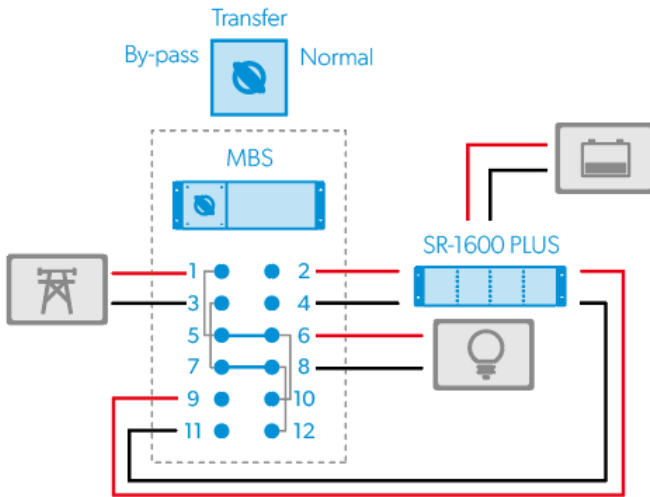 Transfer
By-pass
Normal
MBS
SR-1600 PLUS
1 2
3 4
5 6
7 8
9 10
11 12